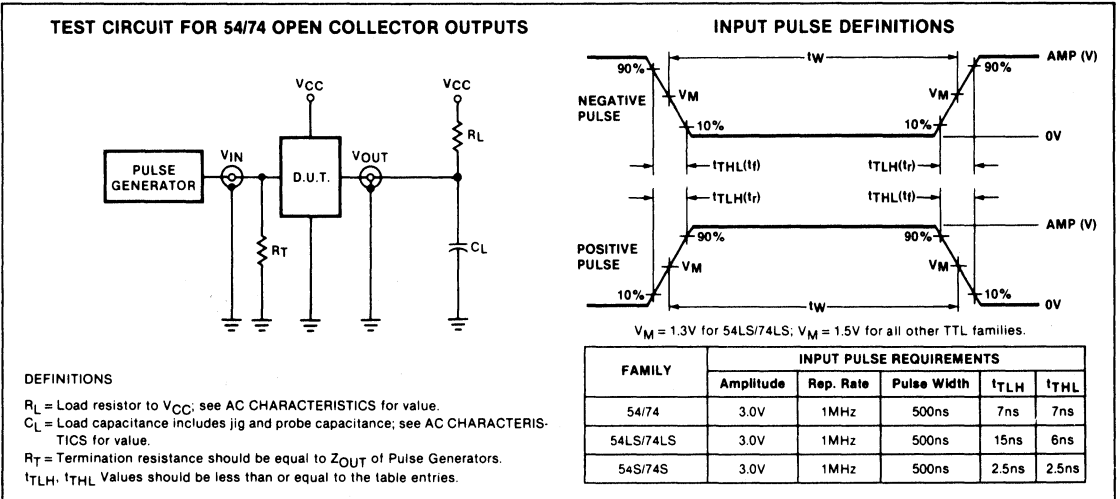 TEST CIRCUIT FOR 54/74 OPEN COLLECTOR OUTPUTS
VCC
VCC
RL
PULSE
GENERATOR
VIN
D.U.T.
VOUT
RT
CL
DEFINITIONS
RL = Load resistor to VCC; see AC CHARACTERISTICS for value.
CL = Load capacitance includes jig and probe capacitance; see AC CHARACTERIS-
TICS for value.
RT = Termination resistance should be equal to ZOUT of Pulse Generators.
tTLH, tTHL Values should be less than or equal to the table entries.
INPUT PULSE DEFINITIONS
tW
AMP (V)
90%
90%
NEGATIVE
PULSE
VM
VM
10%
10%
0V
tTHL(tf)
tTLH(tr)
tTLH(tr)
tTHL(tf)
AMP (V)
90%
90%
POSITIVE
PULSE
VM
VM
10%
10%
tW
0V
VM = 1.3V for 54LS/74LS; VM = 1.5V for all other TTL families.
FAMILY INPUT PULSE REQUIREMENTS
Amplitude Rep. Rate Pulse Width tTLH tTHL
54/74 3.0V 1MHz 500ns 7ns 7ns
54LS/74LS 3.0V 1MHz 500ns 15ns 6ns
54S/74S 3.0V 1MHz 500ns 2.5ns 2.5ns